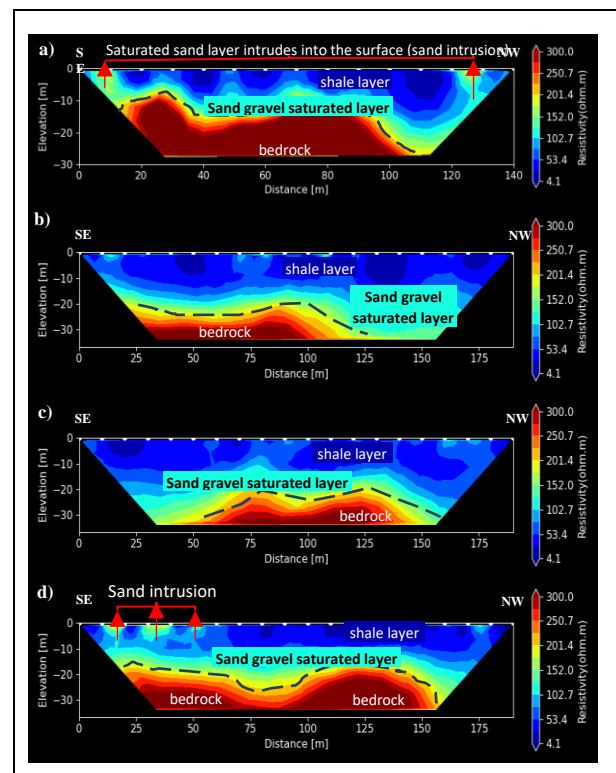 a)
S
E
Saturated sand layer intrudes into the surface (sand intrusion)
NW
shale layer
Sand gravel saturated layer
bedrock
Elevation [m]
0
−10
−20
−30
0 20 40 60 80 100 120 140
Distance [m]
300.0
250.7
201.4
152.0
102.7
53.4
4.1
Resistivity(ohm.m)
b)
SE
NW
shale layer
Sand gravel
saturated layer
bedrock
Elevation [m]
0
−10
−20
−30
0 25 50 75 100 125 150 175
Distance [m]
300.0
250.7
201.4
152.0
102.7
53.4
4.1
Resistivity(ohm.m)
c)
SE
NW
shale layer
Sand gravel saturated layer
bedrock
Elevation [m]
0
−10
−20
−30
0 25 50 75 100 125 150 175
Distance [m]
300.0
250.7
201.4
152.0
102.7
53.4
4.1
Resistivity(ohm.m)
d)
Sand intrusion
SE
NW
shale layer
Sand gravel saturated layer
bedrock
bedrock
Elevation [m]
0
−10
−20
−30
0 25 50 75 100 125 150 175
Distance [m]
300.0
250.7
201.4
152.0
102.7
53.4
4.1
Resistivity(ohm.m)